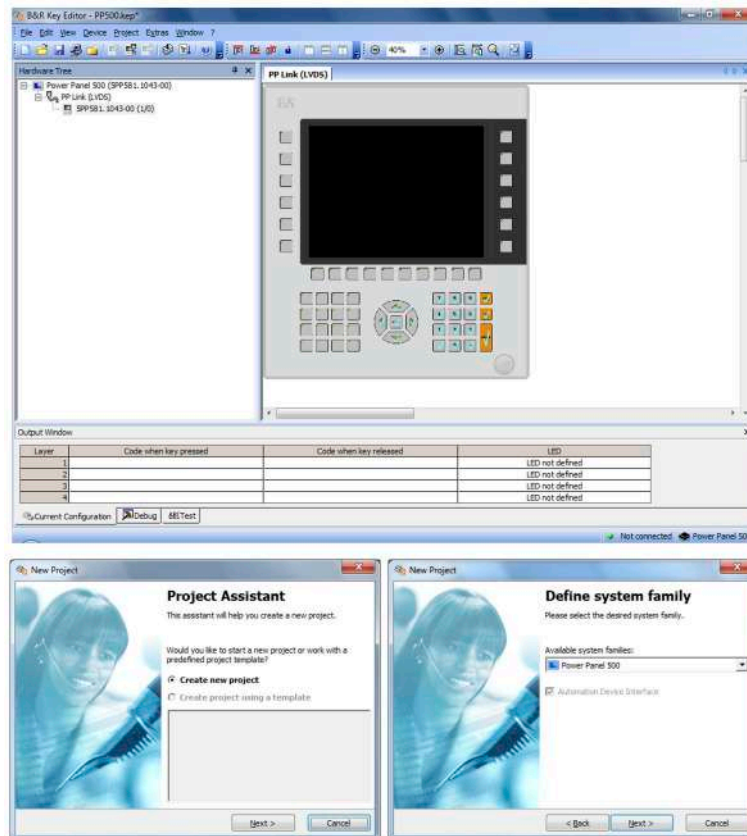 B&R Key Editor - PP500.kep*
File Edit View Device Project Extras Window ?
40%
Hardware Tree
PP Link (LVDS)
Power Panel 500 (5PP581.1043-00)
PP Link (LVDS)
5PP581.1043-00 (1/0)
Output Window
Layer Code when key pressed Code when key released LED
1 LED not defined
2 LED not defined
3 LED not defined
4 LED not defined
Current Configuration Debug Test
Not connected Power Panel 500
New Project
Project Assistant
This assistant will help you create a new project.
Would you like to start a new project or work with a
predefined project template?
Create new project
Create project using a template
Next > Cancel
New Project
Define system family
Please select the desired system family.
Available system families:
Power Panel 500
Automation Device Interface
< Back Next > Cancel